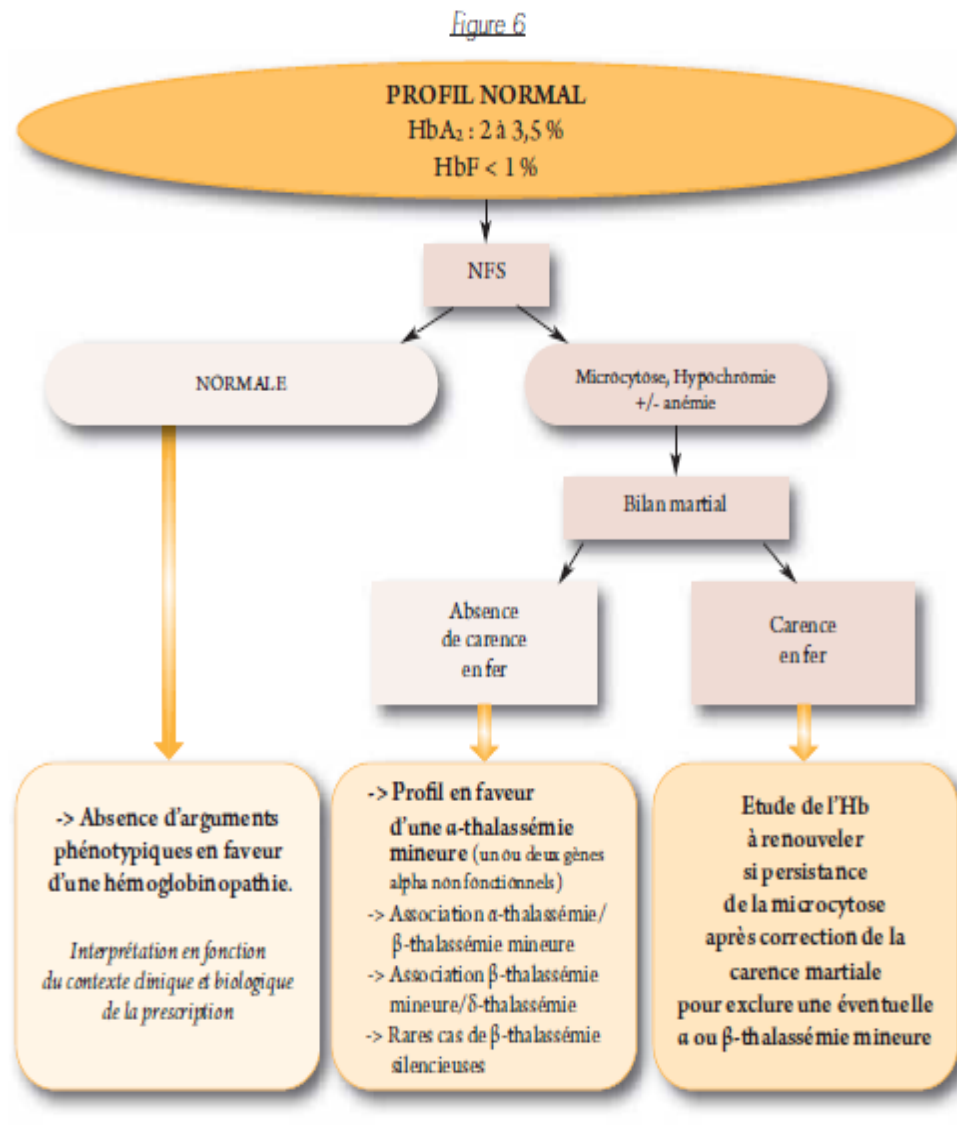 Figure 6
PROFIL NORMAL
HbA₂ : 2 à 3,5 %
HbF < 1 %
NFS
NORMALE
Microcytose, Hypochromie
+/- anémie
Bilan martial
Absence
de carence
en fer
Carence
en fer
-> Absence d'arguments
phénotypiques en faveur
d'une hémoglobinopathie.
Interprétation en fonction
du contexte clinique et biologique
de la prescription
-> Profil en faveur
d'une α-thalassémie
mineure (un ou deux gènes
alpha non fonctionnels)
-> Association α-thalassémie/
β-thalassémie mineure
-> Association β-thalassémie
mineure/δ-thalassémie
-> Rares cas de β-thalassémie
silencieuses
Etude de l'Hb
à renouveler
si persistance
de la microcytose
après correction de la
carence martiale
pour exclure une éventuelle
α ou β-thalassémie mineure